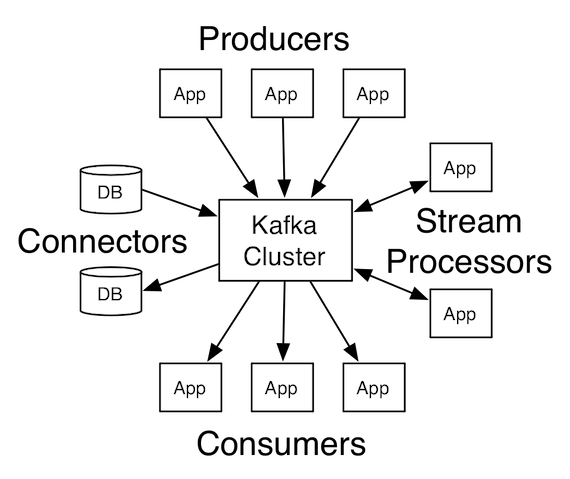 Producers
App
App
App
App
DB
Kafka
Cluster
Stream
Processors
Connectors
DB
App
App
App
App
Consumers